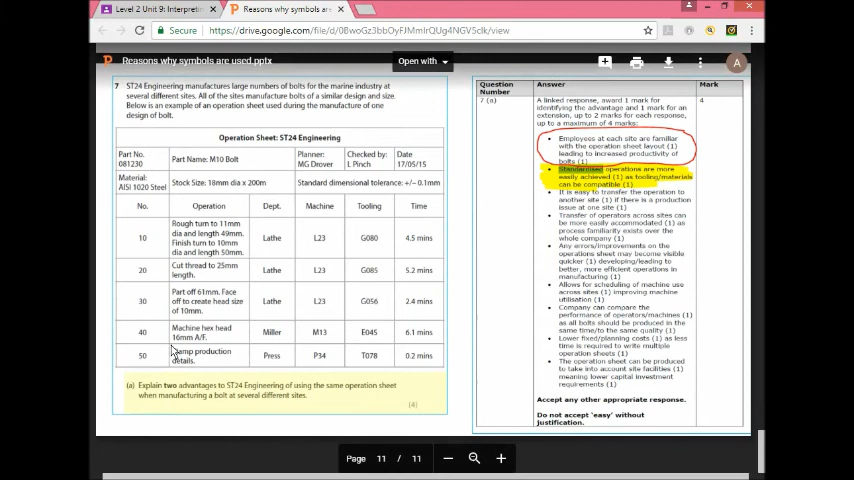 Level 2 Unit 9: Interpretin
Reasons why symbols are
Secure
https://drive.google.com/file/d/0BwoGz3bbOyFJMmlrQUg4NGV5clk/view
Reasons why symbols are used.pptx
Open with
A
7 ST24 Engineering manufactures large numbers of bolts for the marine industry at
several different sites. All of the sites manufacture bolts of a similar design and size.
Below is an example of an operation sheet used during the manufacture of one
design of bolt.
Operation Sheet: ST24 Engineering
Part No. 081230 Part Name: M10 Bolt Planner: MG Drover Checked by: L Pinch Date 17/05/15
Material: AISI 1020 Steel Stock Size: 18mm dia x 200m Standard dimensional tolerance: +/– 0.1mm
No. Operation Dept. Machine Tooling Time
10 Rough turn to 11mm dia and length 49mm. Finish turn to 10mm dia and length 50mm. Lathe L23 G080 4.5 mins
20 Cut thread to 25mm length. Lathe L23 G085 5.2 mins
30 Part off 61mm. Face off to create head size of 10mm. Lathe L23 G056 2.4 mins
40 Machine hex head 16mm A/F. Miller M13 E045 6.1 mins
50 production details. Press P34 T078 0.2 mins
(a) Explain two advantages to ST24 Engineering of using the same operation sheet
when manufacturing a bolt at several different sites.
(4)
Question Number Answer Mark
7 (a) A linked response, award 1 mark for 4
identifying the advantage and 1 mark for an
extension, up to 2 marks for each response,
up to a maximum of 4 marks:
• Employees at each site are familiar
with the operation sheet layout (1)
leading to increased productivity of
bolts (1)
• Standardised operations are more
easily achieved (1) as tooling/materials
can be compatible (1)
• It is easy to transfer the operation to
another site (1) if there is a production
issue at one site (1)
• Transfer of operators across sites can
be more easily accommodated (1) as
process familiarity exists over the
whole company (1)
• Any errors/improvements on the
operations sheet may become visible
quicker (1) developing/leading to
better, more efficient operations in
manufacturing (1)
• Allows for scheduling of machine use
across sites (1) improving machine
utilisation (1)
• Company can compare the
performance of operators/machines (1)
as all bolts should be produced in the
same time/to the same quality (1)
• Lower fixed/planning costs (1) as less
time is required to write multiple
operation sheets (1)
• The operation sheet can be produced
to take into account site facilities (1)
meaning lower capital investment
requirements (1)
Accept any other appropriate response.
Do not accept 'easy' without
justification.
Page 11 / 11